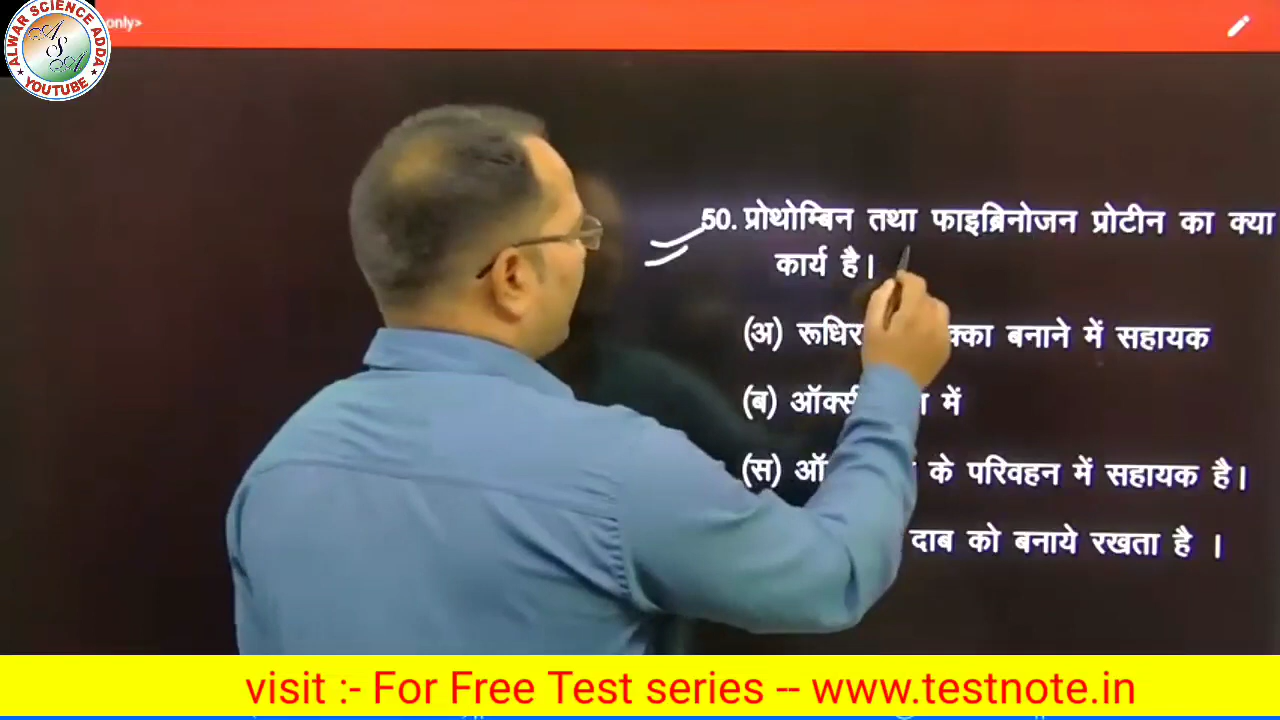 only>
ALWAR SCIENCE ADDA
ASA
YOUTUBE
50. प्रोथोम्बिन तथा फाइब्रिनोजन प्रोटीन का क्या
कार्य है।
(अ) रूधिर बनाने में सहायक
(ब) में
(स) के परिवहन में सहायक है।
दाब को बनाये रखता है ।
visit :- For Free Test series -- www.testnote.in